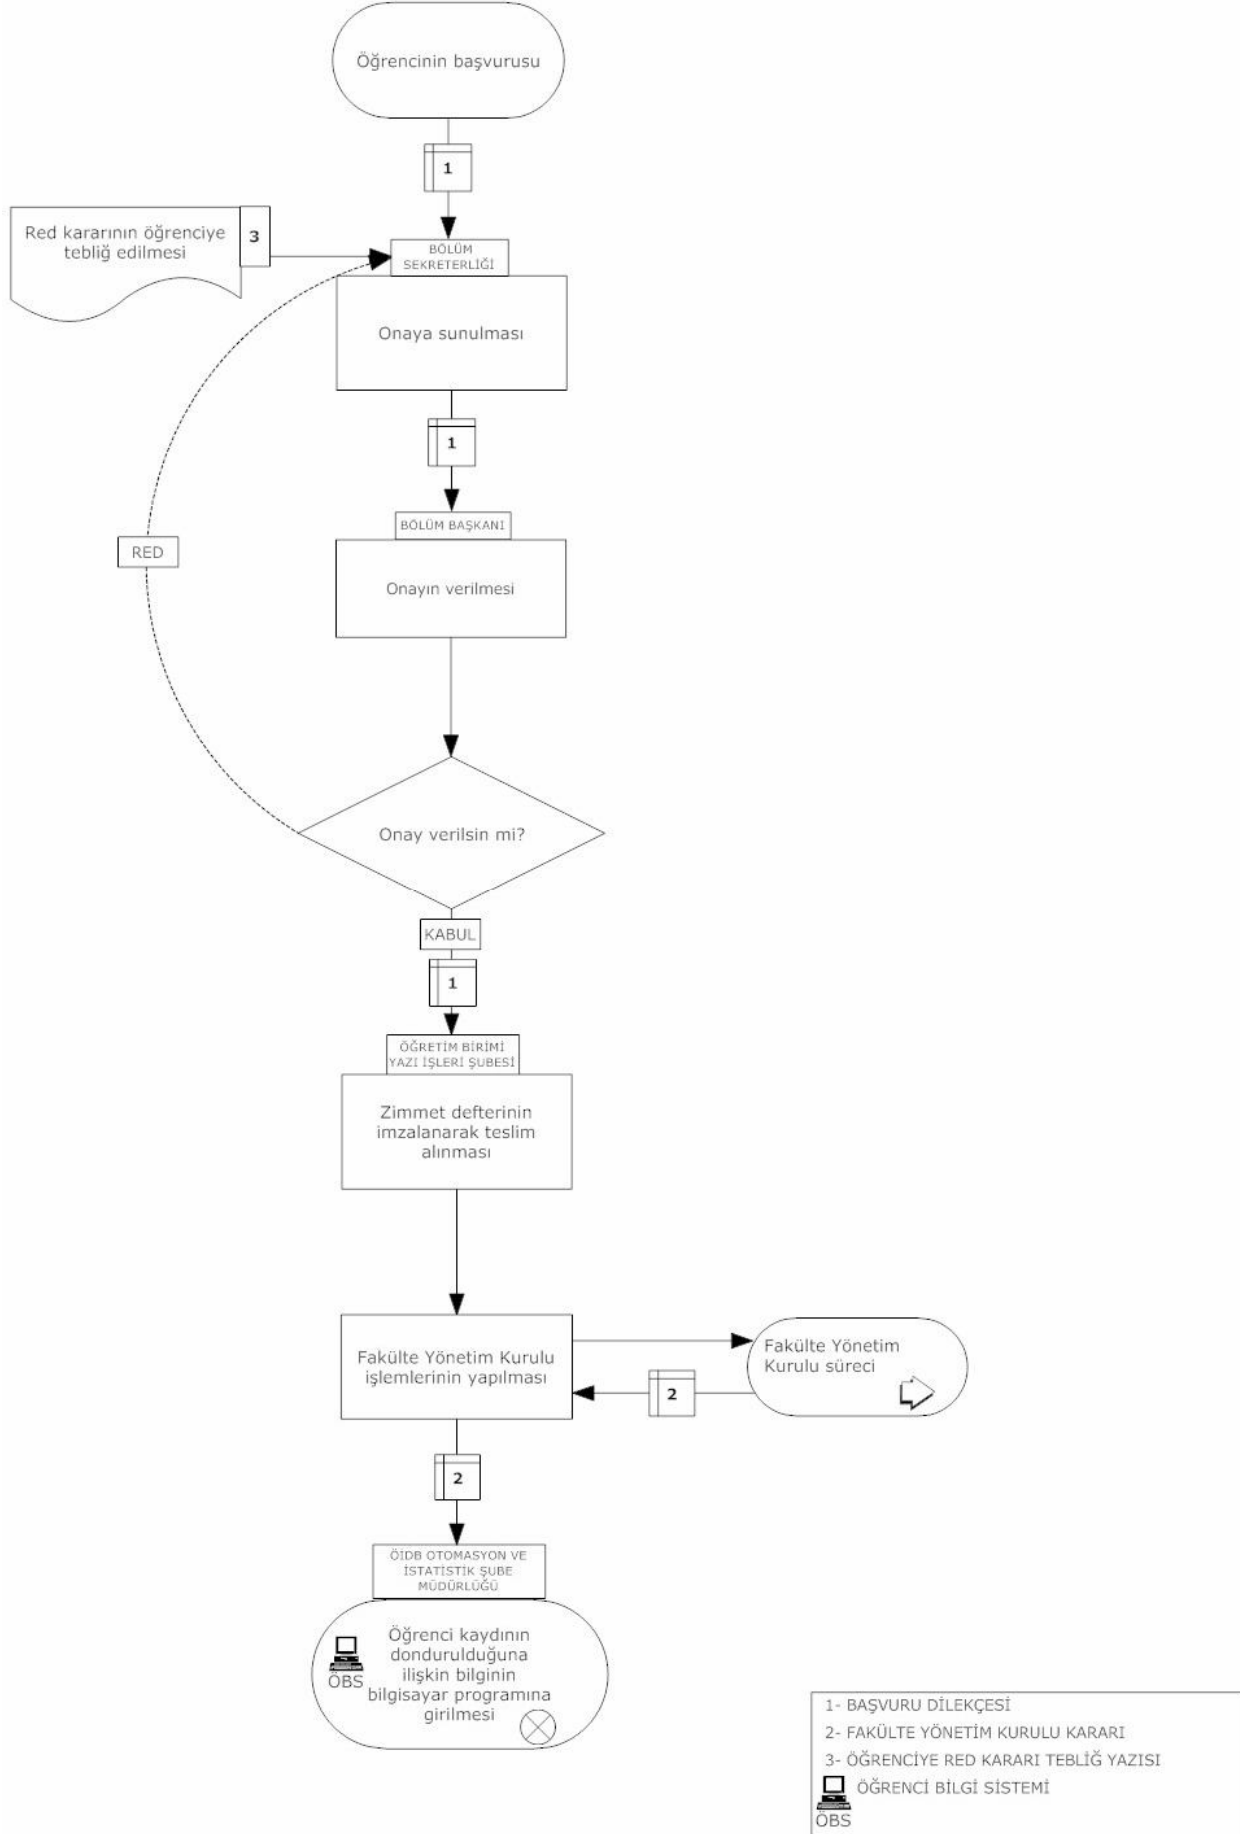 Öğrencinin başvurusu
1
Red kararının öğrenciye
tebliğ edilmesi
3
BÖLÜM
SEKRETERLİĞİ
Onaya sunulması
1
BÖLÜM BAŞKANI
RED
Onayın verilmesi
Onay verilsin mi?
KABUL
1
ÖĞRETİM BİRİMİ
YAZI İŞLERİ ŞUBESİ
Zimmet defterinin
imzalanarak teslim
alınması
Fakülte Yönetim Kurulu
işlemlerinin yapılması
Fakülte Yönetim
Kurulu süreci
2
2
ÖIDB OTOMASYON VE
İSTATİSTİK ŞUBE
MÜDÜRLÜĞÜ
Öğrenci kaydının
dondurulduğuna
ilişkin bilginin
bilgisayar programına
girilmesi
ÖBS
1- BAŞVURU DİLEKÇESİ
2- FAKÜLTE YÖNETİM KURULU KARARI
3- ÖĞRENCİYE RED KARARI TEBLİĞ YAZISI
ÖĞRENCİ BİLGİ SİSTEMİ
ÖBS